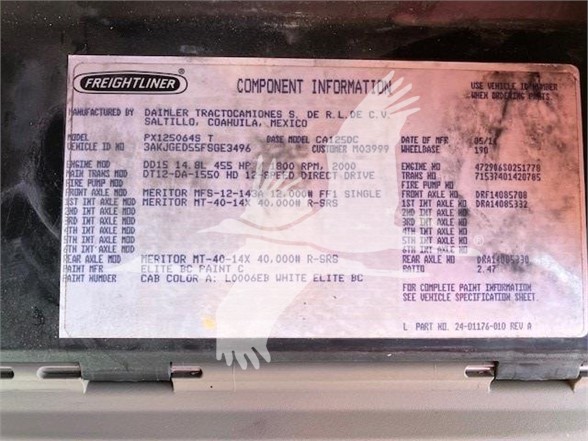 FREIGHTLINER COMPONENT INFORMATION USE VEHICLE ID NUMBER
WHEN ORDERING PARTS
MANUFACTURED BY DAIMLER TRACTOCAMIONES S. DE R.L.DE C.V.
SALTILLO, COAHUILA, MEXICO
MODEL PX125064S T BASE MODEL CA125DC DATE OF MFR 05/14
VEHICLE ID NO 3AKJGED55FSGE3496 CUSTOMER M03999 WHEELBASE 190
ENGINE MOD DD15 14.8L 455 HP 1800 RPM, 2000 ENGINE NO 472906S0251778
MAIN TRANS MOD DT12-DA-1550 HD 12 SPEED DIRECT DRIVE TRANS NO 71537401420785
FIRE PUMP MOD FIRE PUMP NO
FRONT AXLE MOD MERITOR MFS-12-143A 12,000# FF1 SINGLE FRONT AXLE NO DRF14085708
1ST INT AXLE MOD MERITOR MT-40-14X 40,000# R-SRS 1ST INT AXLE NO DRA14085332
2ND INT AXLE MOD 2ND INT AXLE NO
3RD INT AXLE MOD 3RD INT AXLE NO
4TH INT AXLE MOD 4TH INT AXLE NO
5TH INT AXLE MOD 5TH INT AXLE NO
6TH INT AXLE MOD 6TH INT AXLE NO
REAR AXLE MOD MERITOR MT-40-14X 40,000# R-SRS REAR AXLE NO DRA14085330
PAINT MFR ELITE BC PAINT C RATIO 2.47
PAINT NUMBER CAB COLOR A: L0006EB WHITE ELITE BC
FOR COMPLETE PAINT INFORMATION
SEE VEHICLE SPECIFICATION SHEET
L PART NO. 24-01176-010 REV A